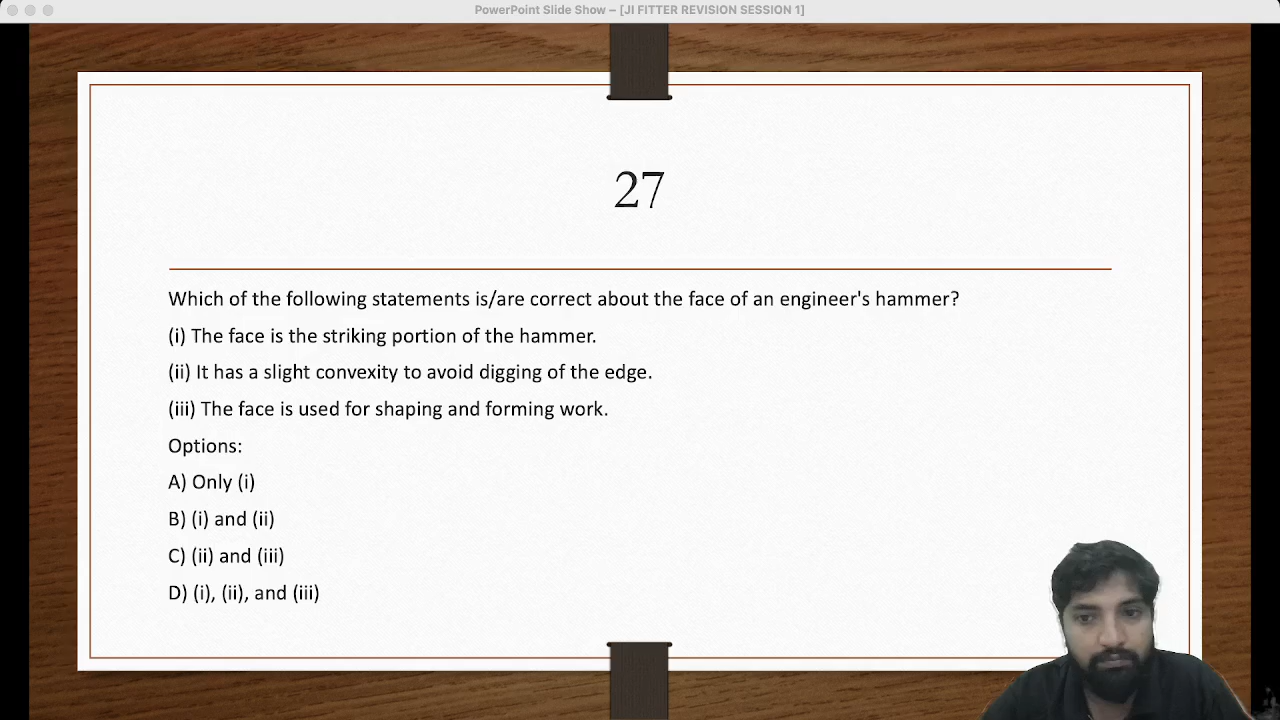 PowerPoint Slide Show – [JI FITTER REVISION SESSION 1]
27
Which of the following statements is/are correct about the face of an engineer's hammer?
(i) The face is the striking portion of the hammer.
(ii) It has a slight convexity to avoid digging of the edge.
(iii) The face is used for shaping and forming work.
Options:
A) Only (i)
B) (i) and (ii)
C) (ii) and (iii)
D) (i), (ii), and (iii)